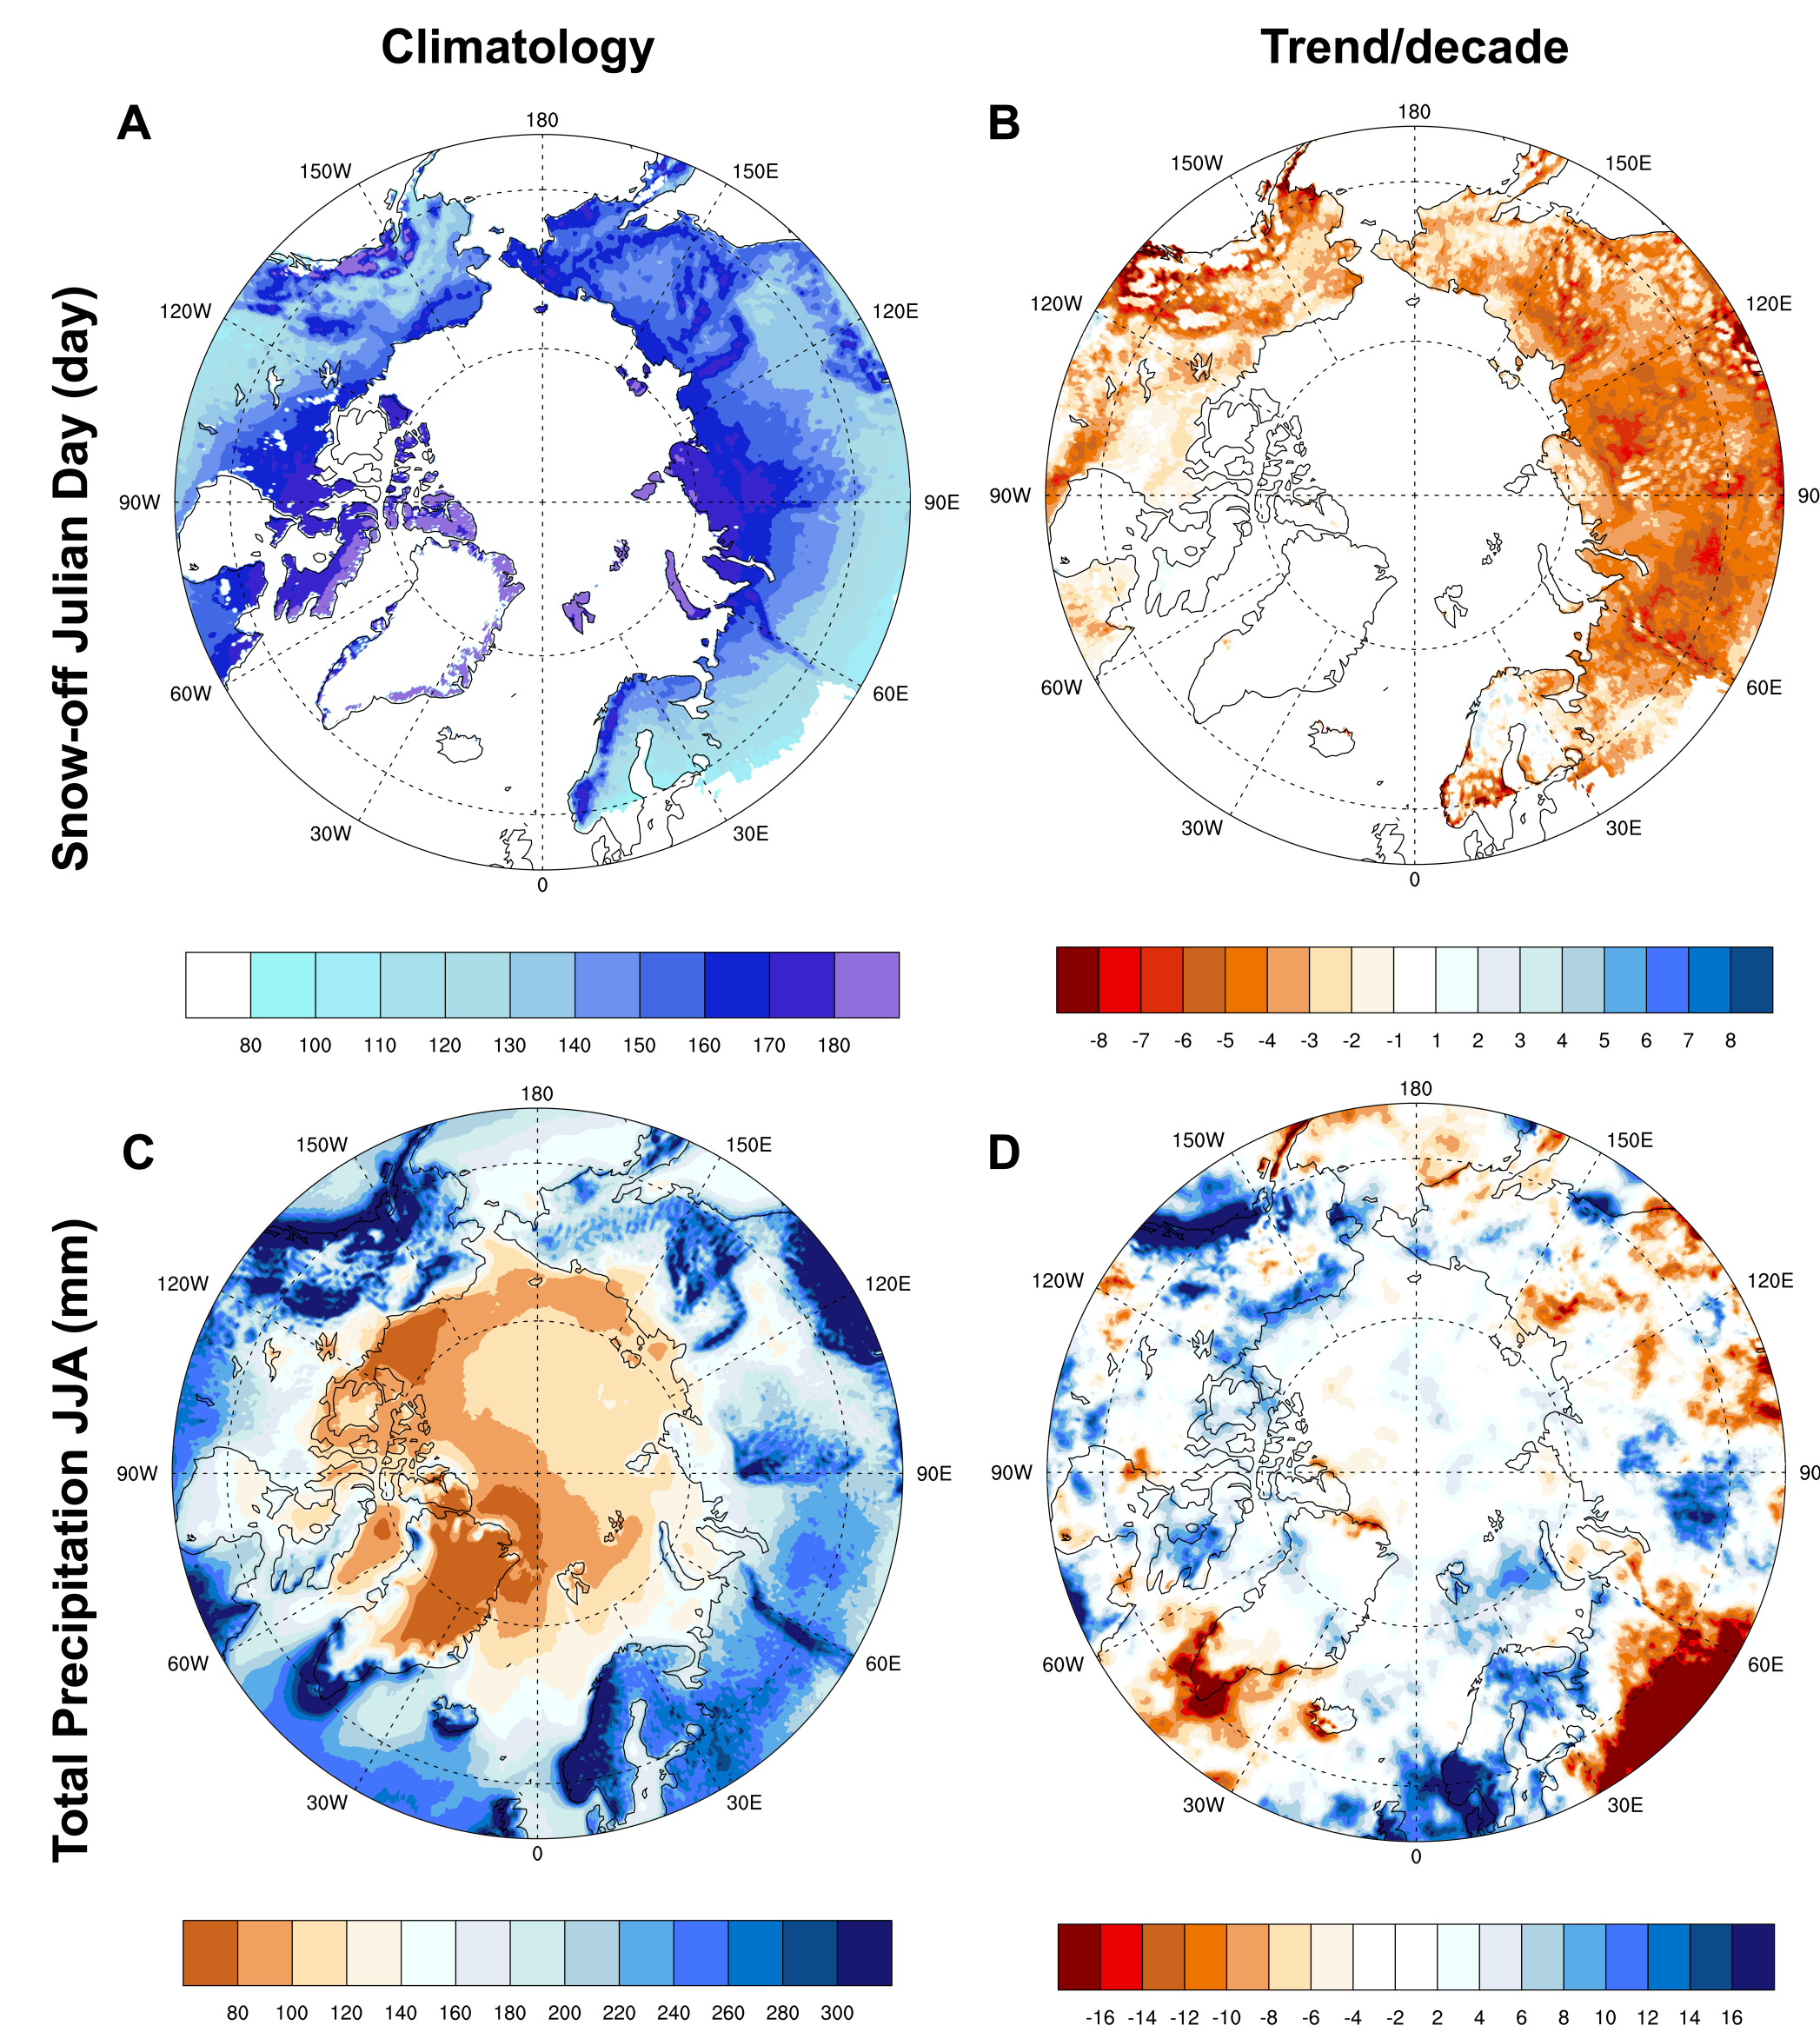 Climatology
Trend/decade
A
B
Snow-off Julian Day (day)
180
150W
150E
120W
120E
90W
90E
60W
60E
30W
30E
0
180
150W
150E
120W
120E
90W
90
60W
60E
30W
30E
0
80 100 110 120 130 140 150 160 170 180
-8 -7 -6 -5 -4 -3 -2 -1 1 2 3 4 5 6 7 8
C
D
Total Precipitation JJA (mm)
180
150W
150E
120W
120E
90W
90E
60W
60E
30W
30E
0
180
150W
150E
120W
120E
90W
90
60W
60E
30W
30E
0
80 100 120 140 160 180 200 220 240 260 280 300
-16 -14 -12 -10 -8 -6 -4 -2 2 4 6 8 10 12 14 16